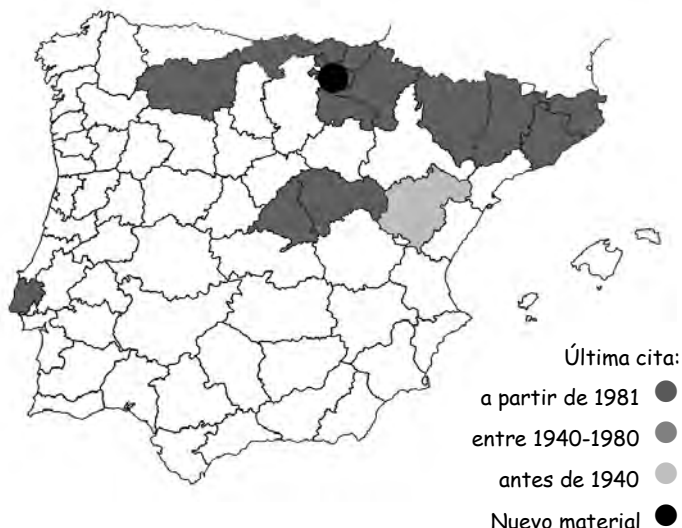 Última cita:
a partir de 1981
entre 1940-1980
antes de 1940
Nuevo material